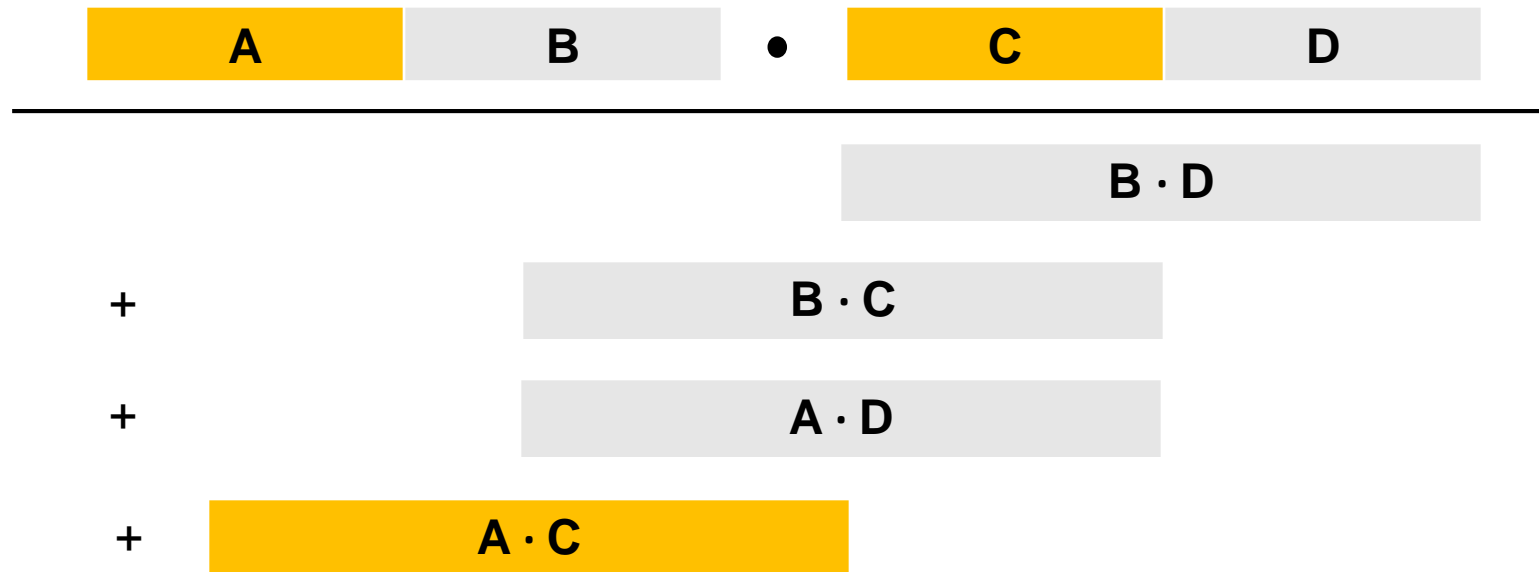 A B • C D
B · D
+ B · C
+ A · D
+ A · C